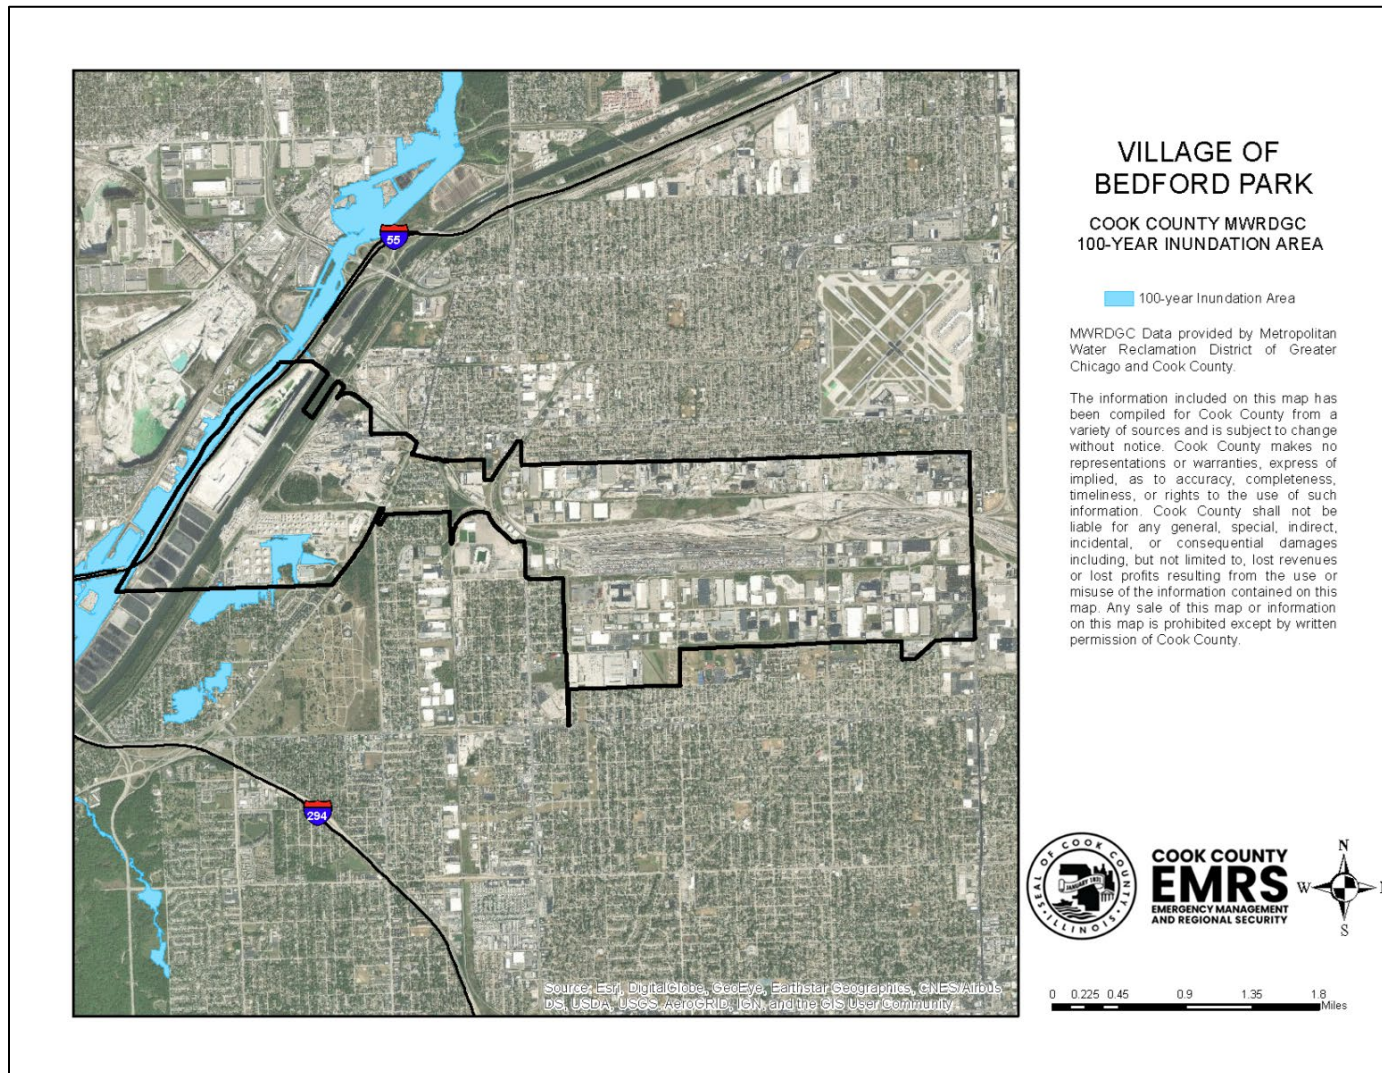 VILLAGE OF
BEDFORD PARK
COOK COUNTY MWRDGC
100-YEAR INUNDATION AREA
100-year Inundation Area
MWRDGC Data provided by Metropolitan
Water Reclamation District of Greater
Chicago and Cook County.
The information included on this map has
been compiled for Cook County from a
variety of sources and is subject to change
without notice. Cook County makes no
representations or warranties, express of
implied, as to accuracy, completeness,
timeliness, or rights to the use of such
information. Cook County shall not be
liable for any general, special, indirect,
incidental, or consequential damages
including, but not limited to, lost revenues
or lost profits resulting from the use or
misuse of the information contained on this
map. Any sale of this map or information
on this map is prohibited except by written
permission of Cook County.
55
294
Source: Esri, DigitalGlobe, GeoEye, Earthstar Geographics, CNES/Airbus
DS, USDA, USGS, AeroGRID, IGN, and the GIS User Community
SEAL OF COOK COUNTY
JANUARY 1831
ILLINOIS
COOK COUNTY
EMRS
EMERGENCY MANAGEMENT
AND REGIONAL SECURITY
N
W
S
0 0.225 0.45 0.9 1.35 1.8
Miles